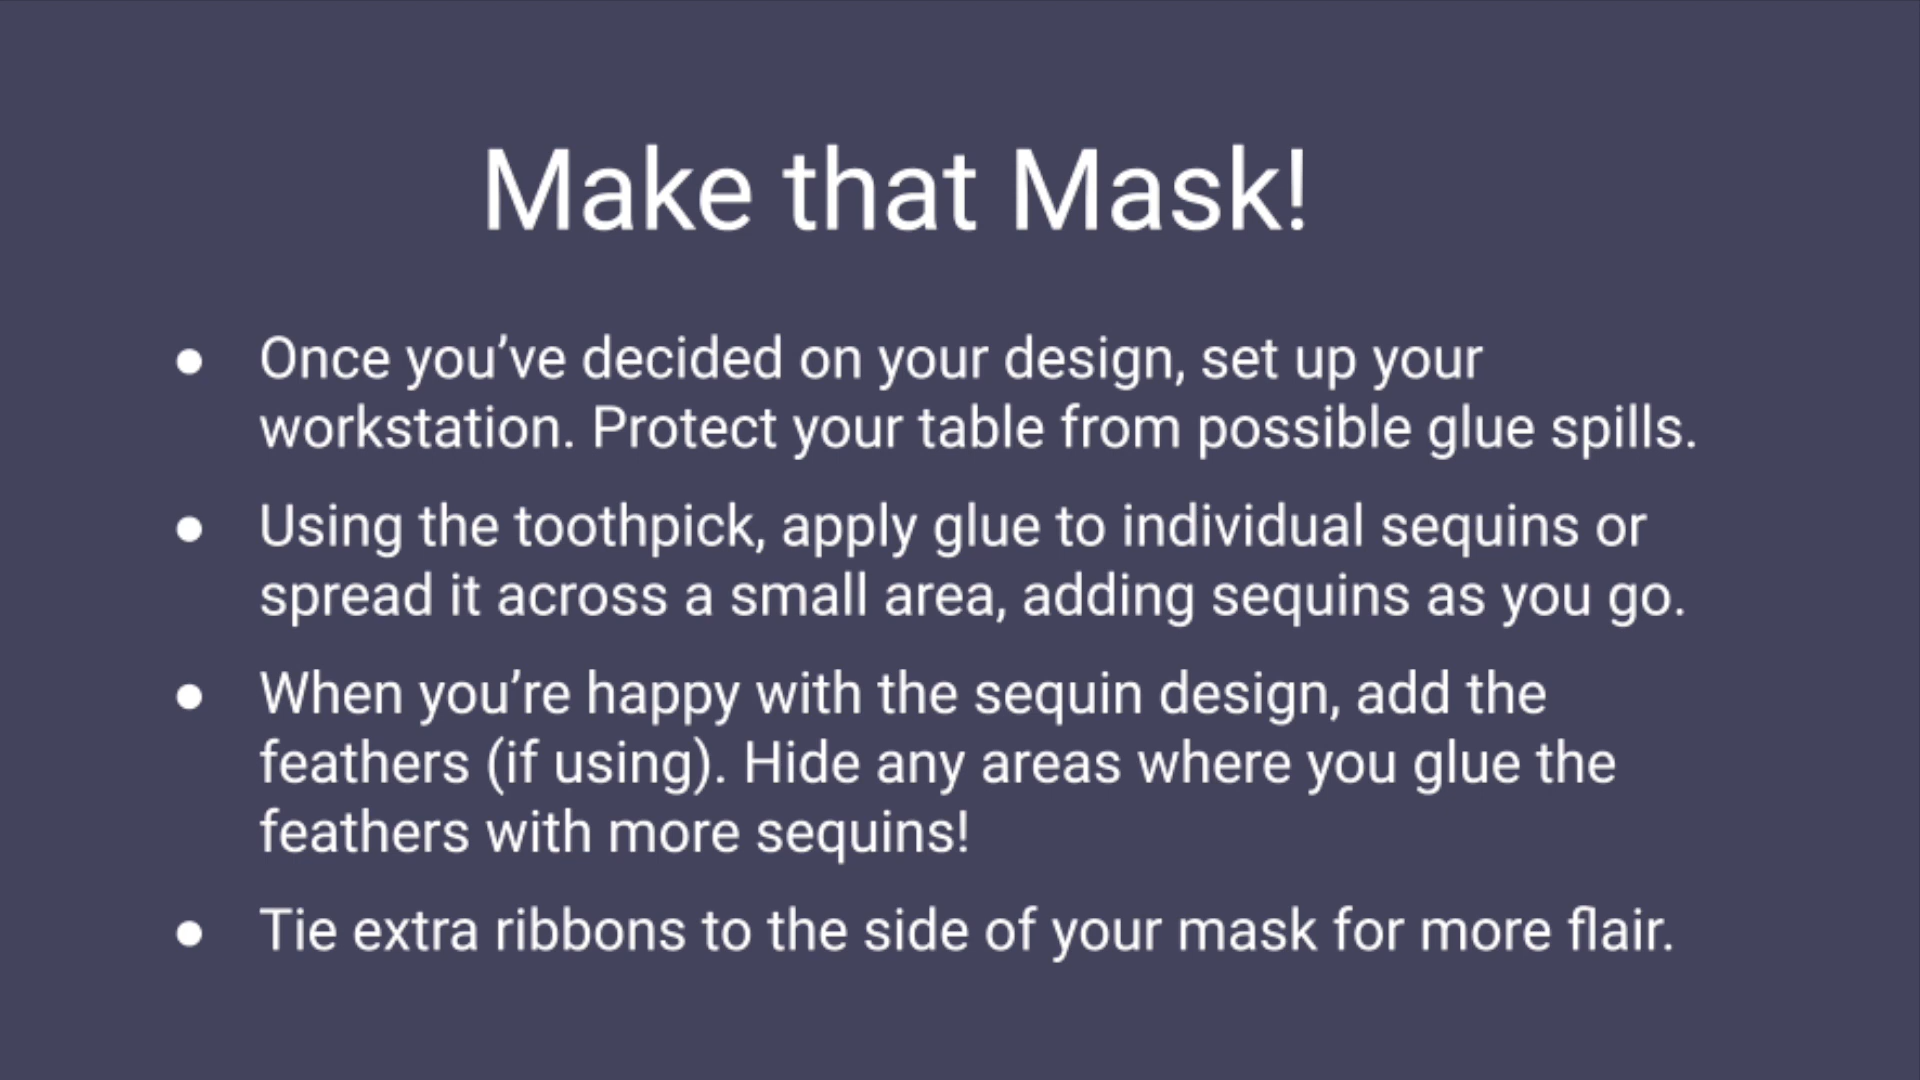 Make that Mask!
● Once you’ve decided on your design, set up your
workstation. Protect your table from possible glue spills.
● Using the toothpick, apply glue to individual sequins or
spread it across a small area, adding sequins as you go.
● When you’re happy with the sequin design, add the
feathers (if using). Hide any areas where you glue the
feathers with more sequins!
● Tie extra ribbons to the side of your mask for more flair.